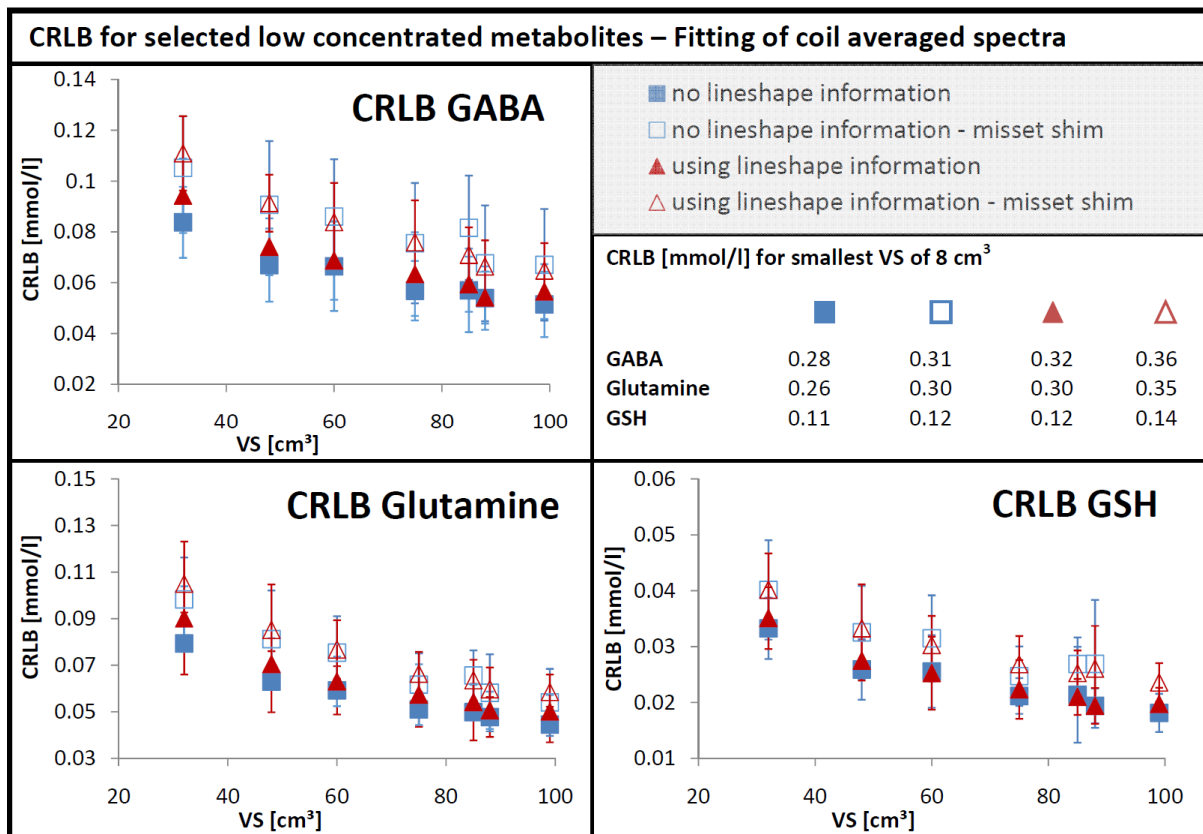 CRLB for selected low concentrated metabolites – Fitting of coil averaged spectra
CRLB GABA
CRLB [mmol/l]
0.14
0.12
0.1
0.08
0.06
0.04
0.02
20 40 60 80 100
VS [cm³]
no lineshape information
no lineshape information - misset shim
using lineshape information
using lineshape information - misset shim
CRLB [mmol/l] for smallest VS of 8 cm³
GABA 0.28 0.31 0.32 0.36
Glutamine 0.26 0.30 0.30 0.35
GSH 0.11 0.12 0.12 0.14
CRLB Glutamine
CRLB [mmol/l]
0.15
0.13
0.11
0.09
0.07
0.05
0.03
20 40 60 80 100
VS [cm³]
CRLB GSH
CRLB [mmol/l]
0.06
0.05
0.04
0.03
0.02
0.01
20 40 60 80 100
VS [cm³]